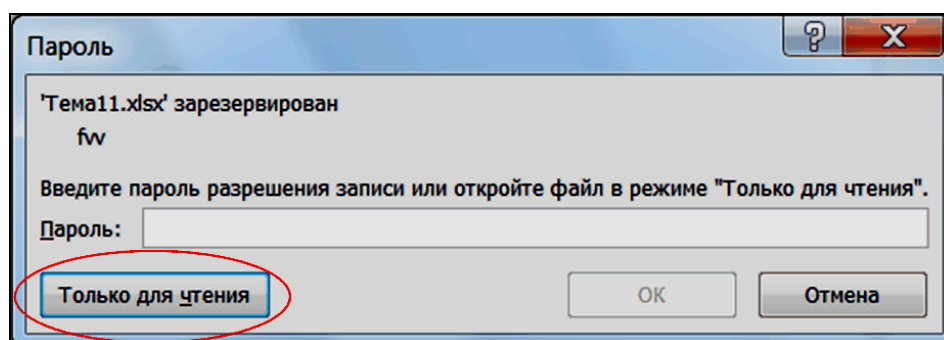 Пароль
'Тема11.xlsx' зарезервирован
fvv
Введите пароль разрешения записи или откройте файл в режиме "Только для чтения".
Пароль:
Только для чтения
ОК
Отмена